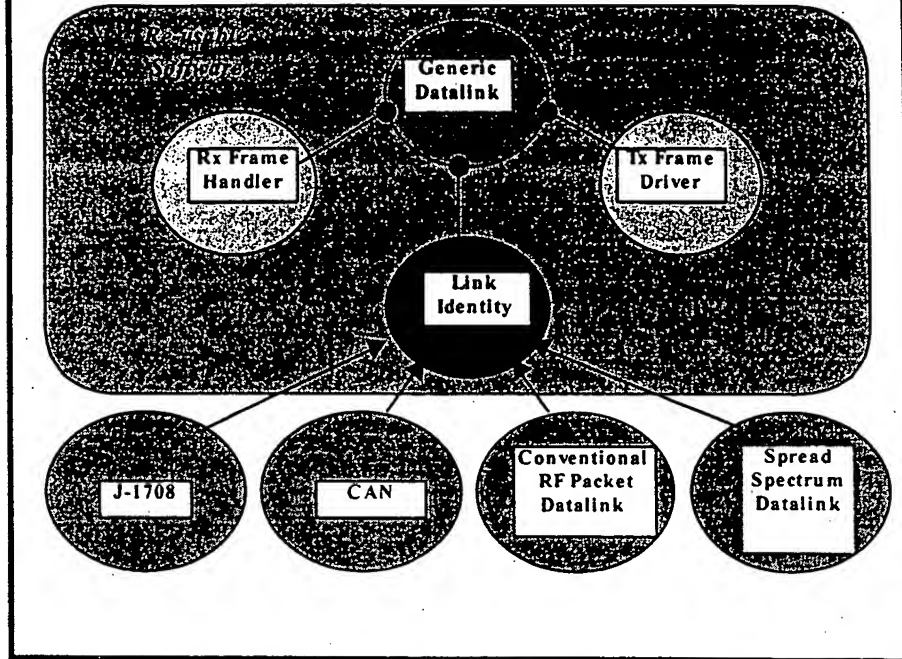 Software
Generic
Datalink
Rx Frame
Handler
Tx Frame
Driver
Link
Identity
J-1708
CAN
Conventional
RF Packet
Datalink
Spread
Spectrum
Datalink